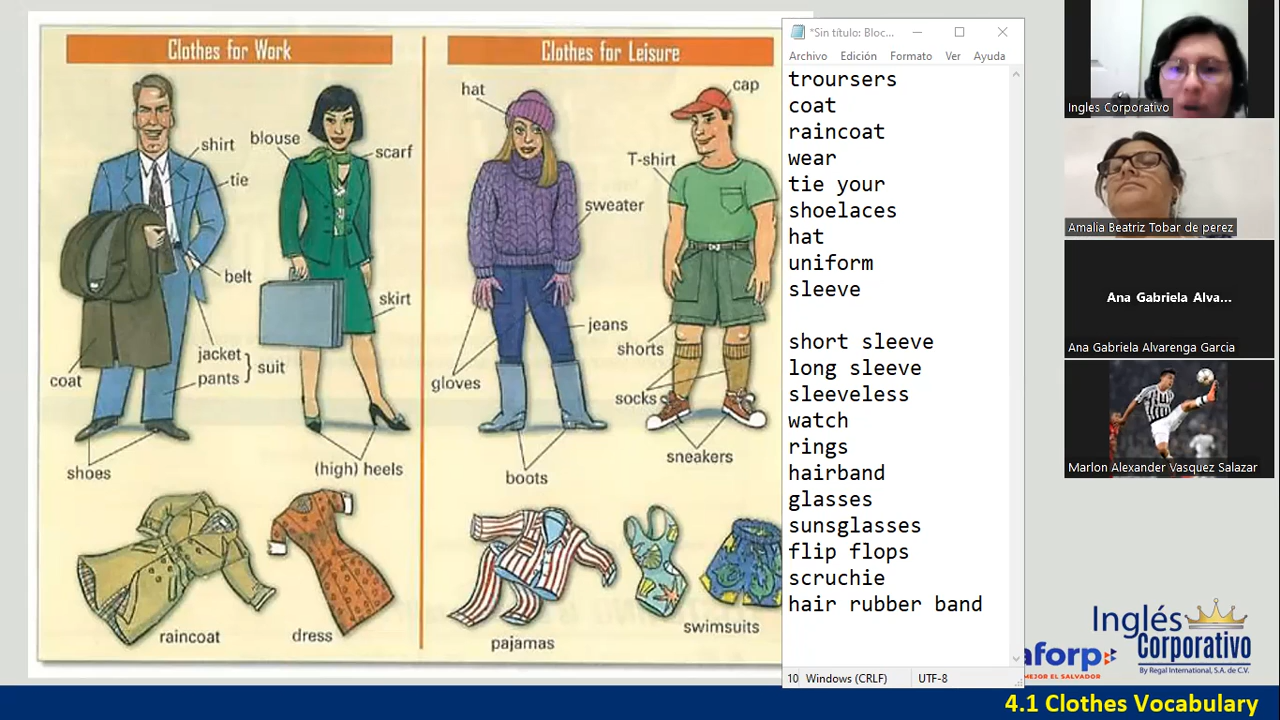 Clothes for Work
shirt
blouse
scarf
tie
belt
skirt
jacket
pants
suit
coat
shoes
(high) heels
raincoat
dress
Clothes for Leisure
hat
cap
T-shirt
sweater
jeans
shorts
gloves
socks
sneakers
boots
pajamas
swimsuits
*Sin título: Bloc...
Archivo Edición Formato Ver Ayuda
troursers
coat
raincoat
wear
tie your
shoelaces
hat
uniform
sleeve
short sleeve
long sleeve
sleeveless
watch
rings
hairband
glasses
sunsglasses
flip flops
scruchie
hair rubber band
10 Windows (CRLF) UTF-8
Ingles Corporativo
Amalia Beatriz Tobar de perez
Ana Gabriela Alva...
Ana Gabriela Alvarenga Garcia
Marlon Alexander Vasquez Salazar
Inglés
Corporativo
By Regal International, S.A. de C.V.
aforp
MEJOR EL SALVADOR
4.1 Clothes Vocabulary